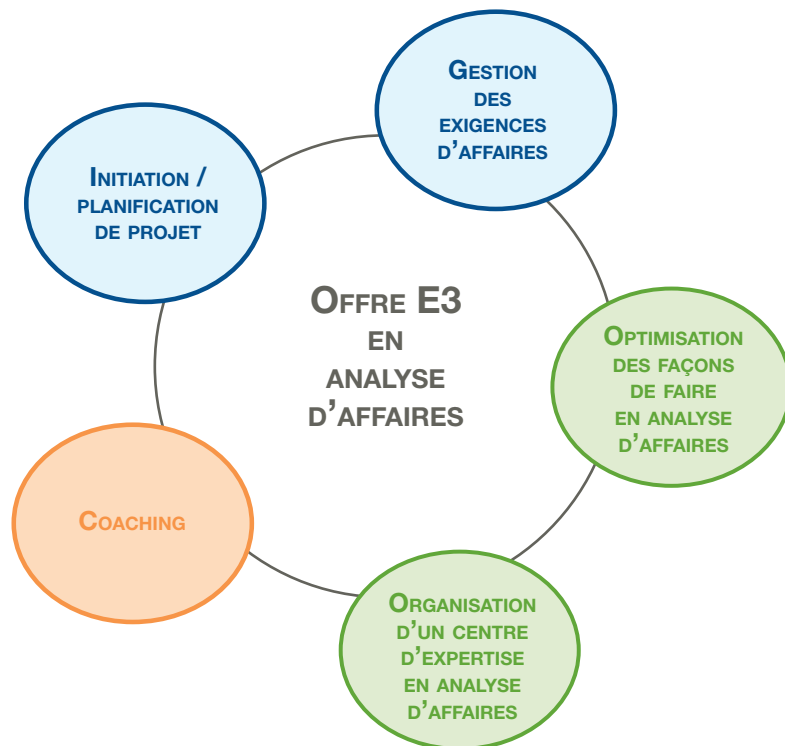 Gestion
des
exigences
d'affaires
Initiation /
planification
de projet
Offre E3
en
analyse
d'affaires
Optimisation
des façons
de faire
en analyse
d'affaires
Coaching
Organisation
d'un centre
d'expertise
en analyse
d'affaires